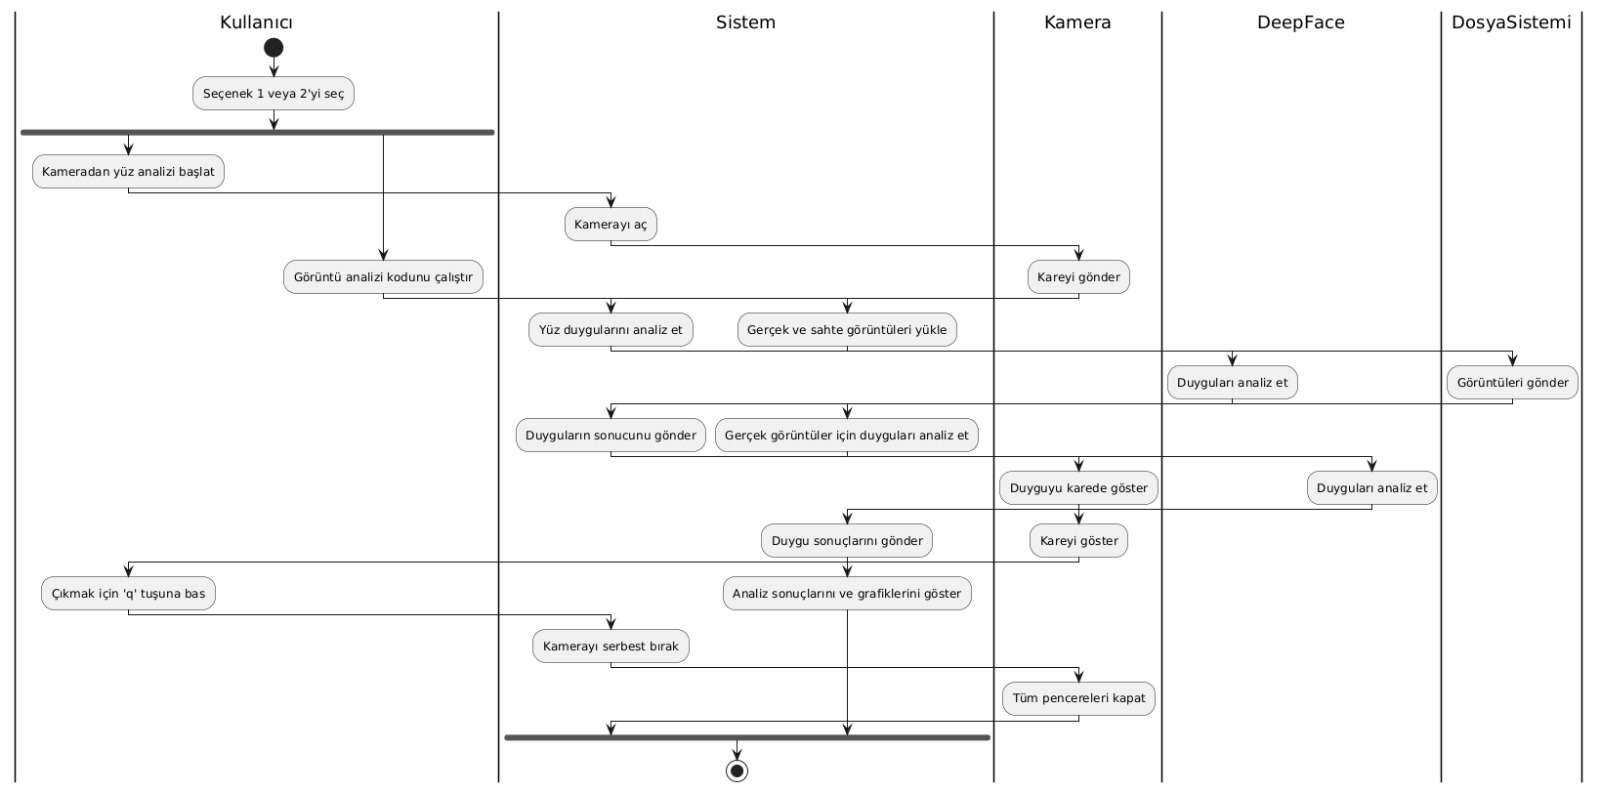 Kullanıcı
Sistem
Kamera
DeepFace
DosyaSistemi
Seçenek 1 veya 2'yi seç
Kameradan yüz analizi başlat
Kamerayı aç
Görüntü analizi kodunu çalıştır
Kareyi gönder
Yüz duygularını analiz et
Gerçek ve sahte görüntüleri yükle
Duyguları analiz et
Görüntüleri gönder
Duyguların sonucunu gönder
Gerçek görüntüler için duyguları analiz et
Duyguyu karede göster
Duyguları analiz et
Duygu sonuçlarını gönder
Kareyi göster
Çıkmak için 'q' tuşuna bas
Analiz sonuçlarını ve grafiklerini göster
Kamerayı serbest bırak
Tüm pencereleri kapat